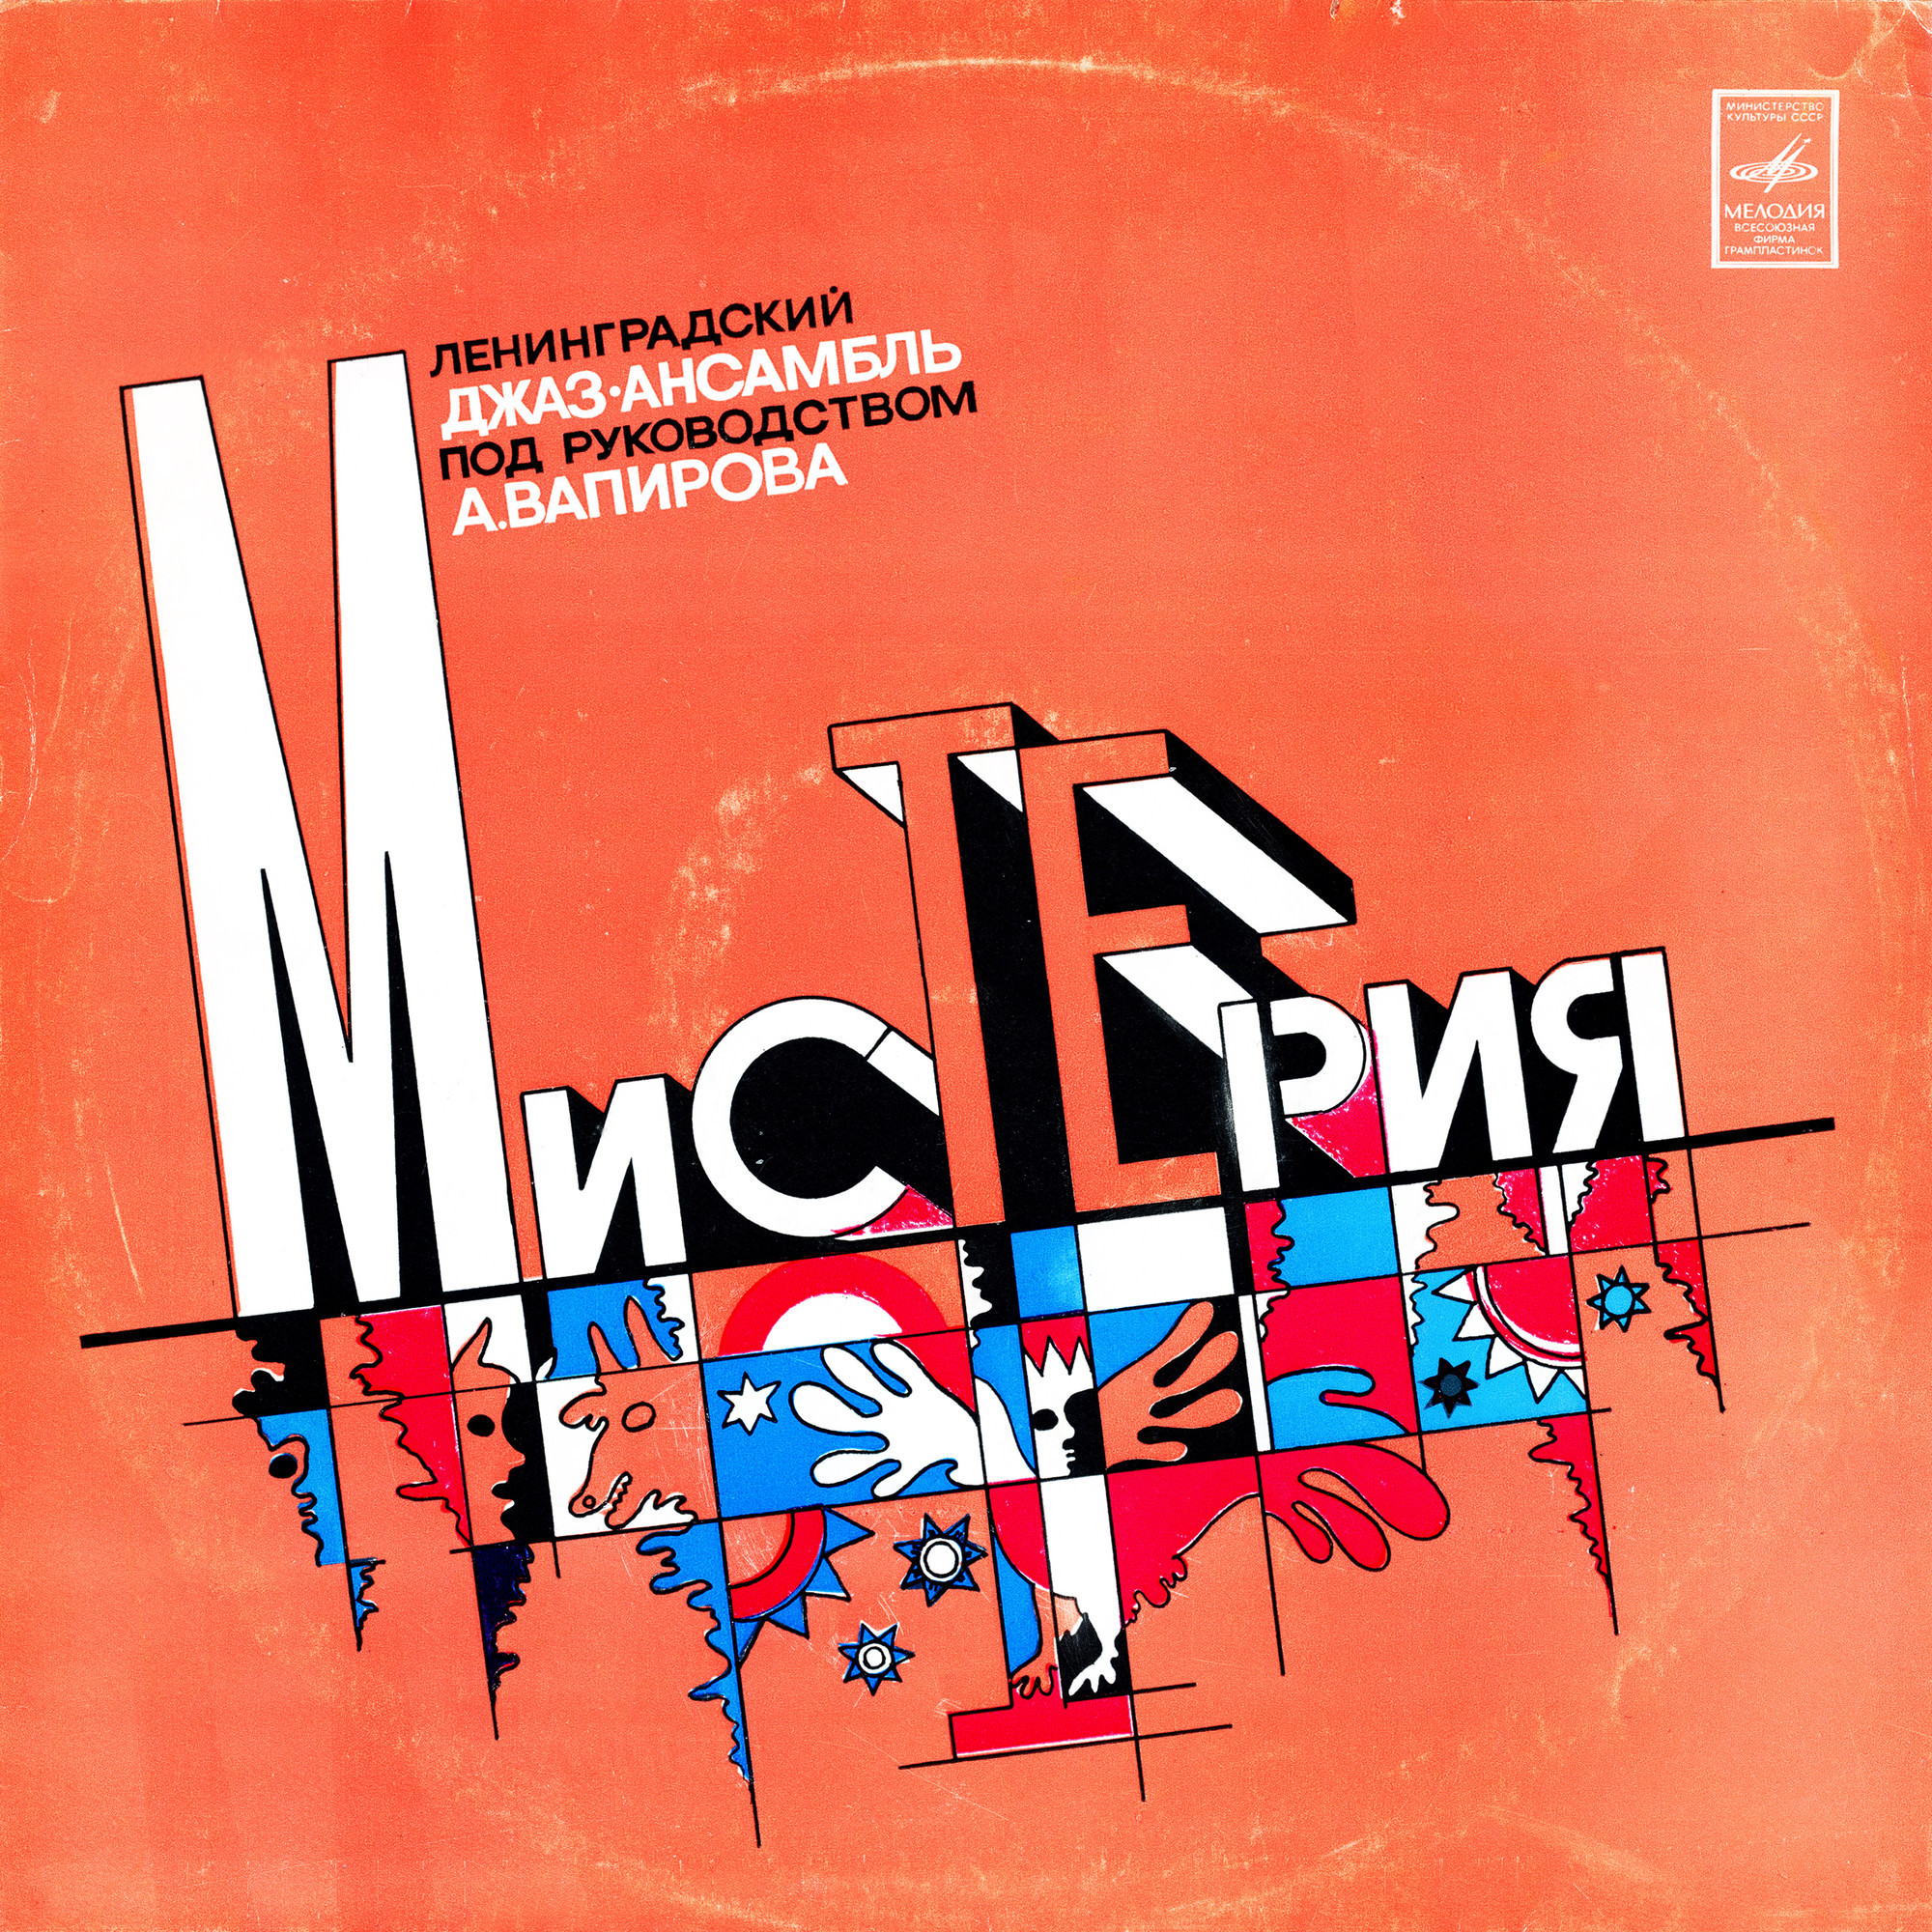 МИНИСТЕРСТВО
КУЛЬТУРЫ СССР
МЕЛОДИЯ
ВСЕСОЮЗНАЯ
ФИРМА
ГРАМПЛАСТИНОК
ЛЕНИНГРАДСКИЙ
ДЖАЗ·АНСАМБЛЬ
ПОД РУКОВОДСТВОМ
А.ВАПИРОВА
МИСТЕРИЯ